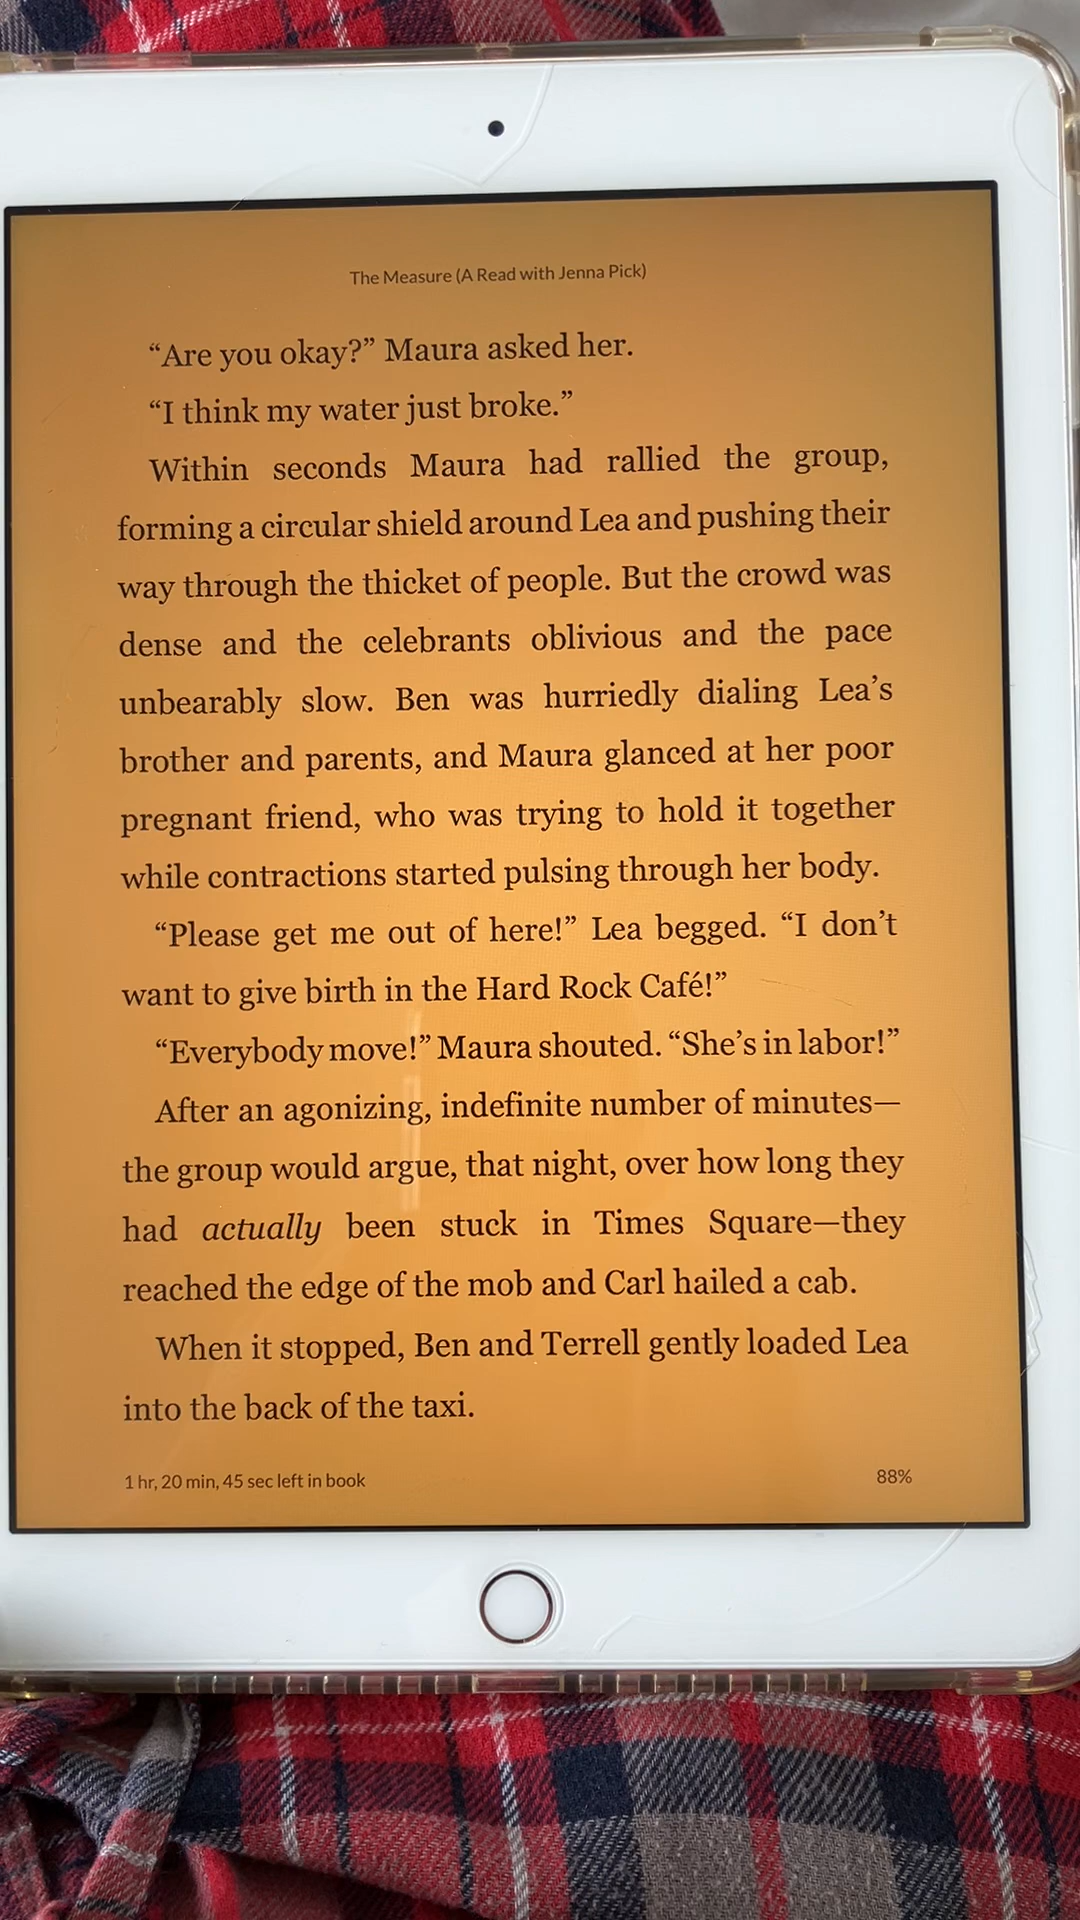 The Measure (A Read with Jenna Pick)
“Are you okay?” Maura asked her.
“I think my water just broke.”
Within seconds Maura had rallied the group,
forming a circular shield around Lea and pushing their
way through the thicket of people. But the crowd was
dense and the celebrants oblivious and the pace
unbearably slow. Ben was hurriedly dialing Lea’s
brother and parents, and Maura glanced at her poor
pregnant friend, who was trying to hold it together
while contractions started pulsing through her body.
“Please get me out of here!” Lea begged. “I don’t
want to give birth in the Hard Rock Café!”
“Everybody move!” Maura shouted. “She’s in labor!”
After an agonizing, indefinite number of minutes—
the group would argue, that night, over how long they
had actually been stuck in Times Square—they
reached the edge of the mob and Carl hailed a cab.
When it stopped, Ben and Terrell gently loaded Lea
into the back of the taxi.
1 hr, 20 min, 45 sec left in book
88%